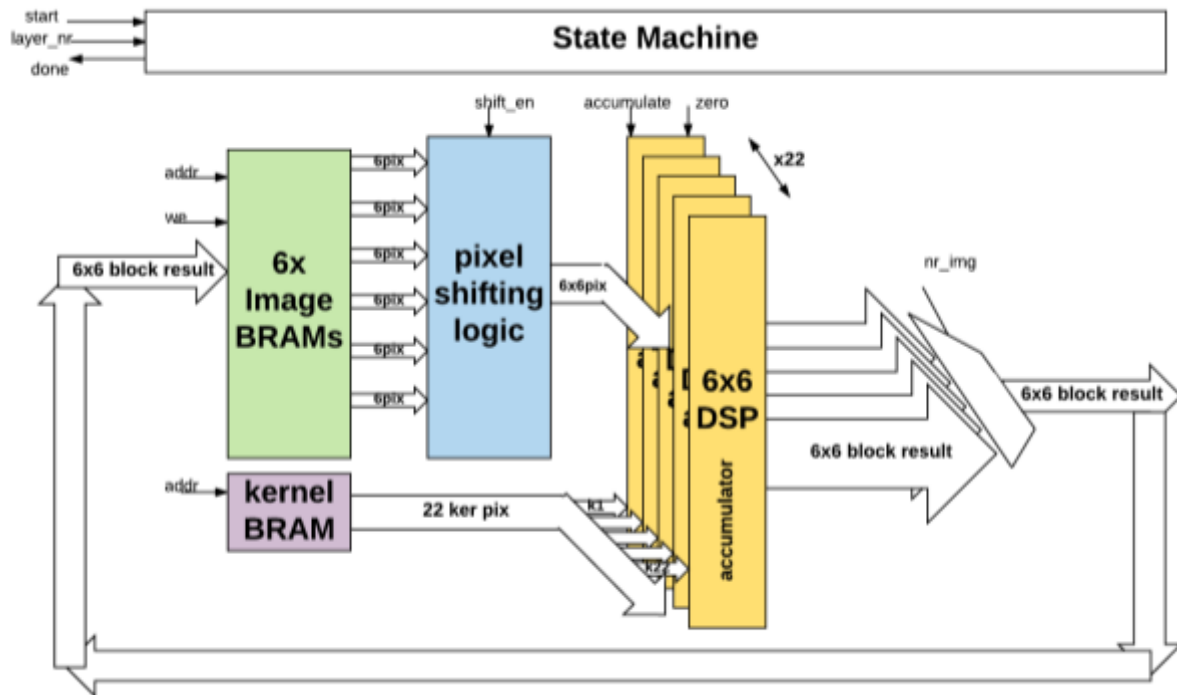 start
layer_nr
done
State Machine
shift_en
accumulate
zero
x22
addr
we
6x
Image
BRAMs
6pix
6pix
6pix
6pix
6pix
6pix
pixel
shifting
logic
6x6pix
6x6 block result
nr_img
6x6
DSP
accumulator
6x6 block result
6x6 block result
addr
kernel
BRAM
22 ker pix
k1
k22